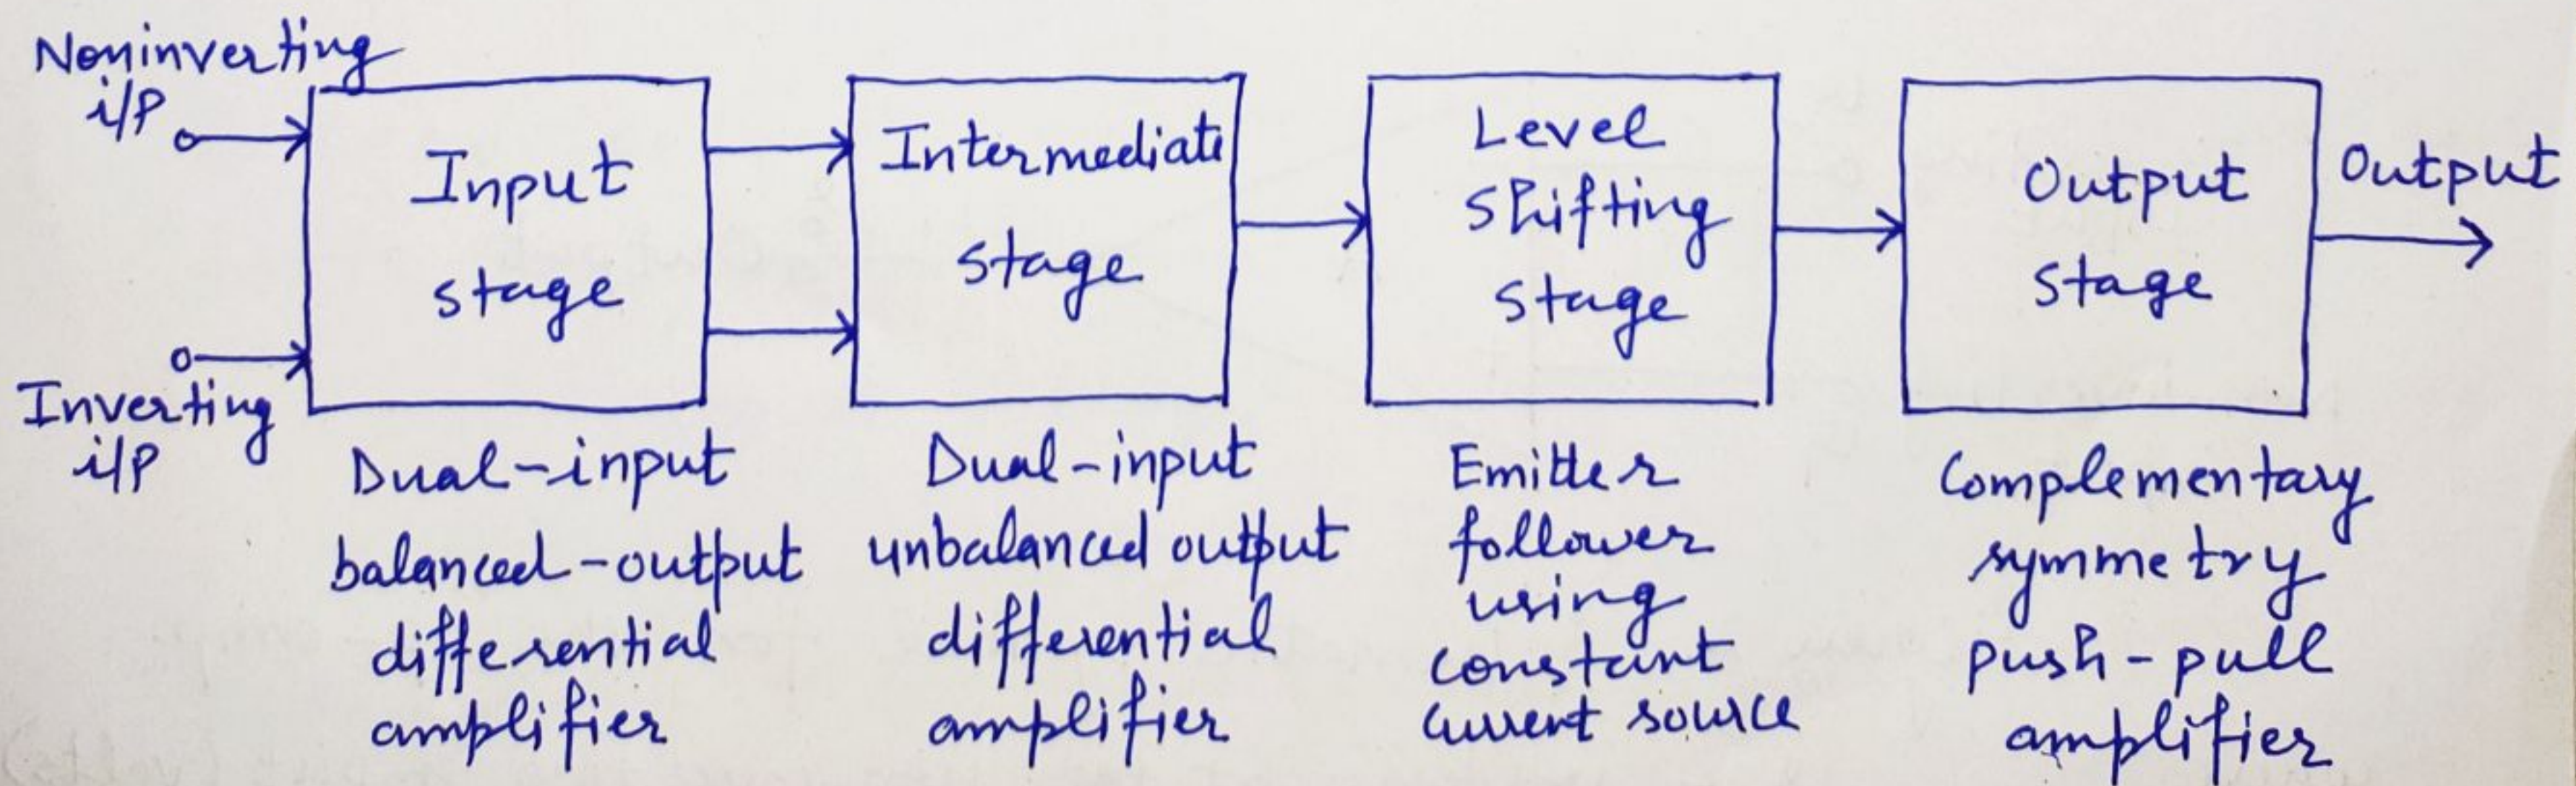 Noninverting
i/P
Inverting
i/p
Input
stage
Dual-input
balanced-output
differential
amplifier
Intermediate
stage
Dual-input
unbalanced output
differential
amplifier
Level
Shifting
Stage
Emitter
follower
using
constant
current source
Output
Stage
Complementary
symmetry
push-pull
amplifier
Output